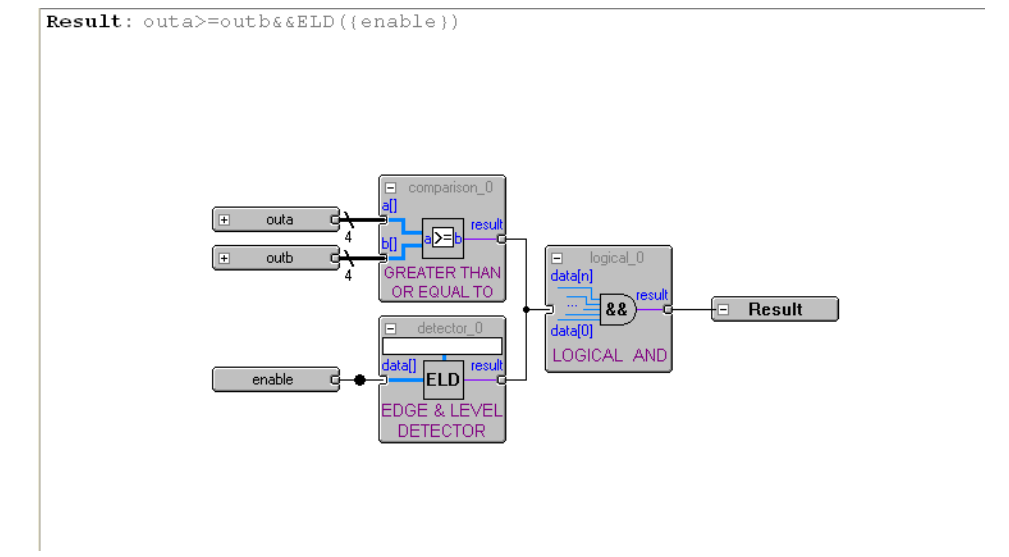 Result: outa>=outb&&ELD({enable})
comparison_0
a[]
outa
4
result
a>=b
b[]
outb
4
GREATER THAN
OR EQUAL TO
logical_0
data[n]
...
&&
result
data[0]
LOGICAL AND
Result
detector_0
data[]
result
enable
ELD
EDGE & LEVEL
DETECTOR